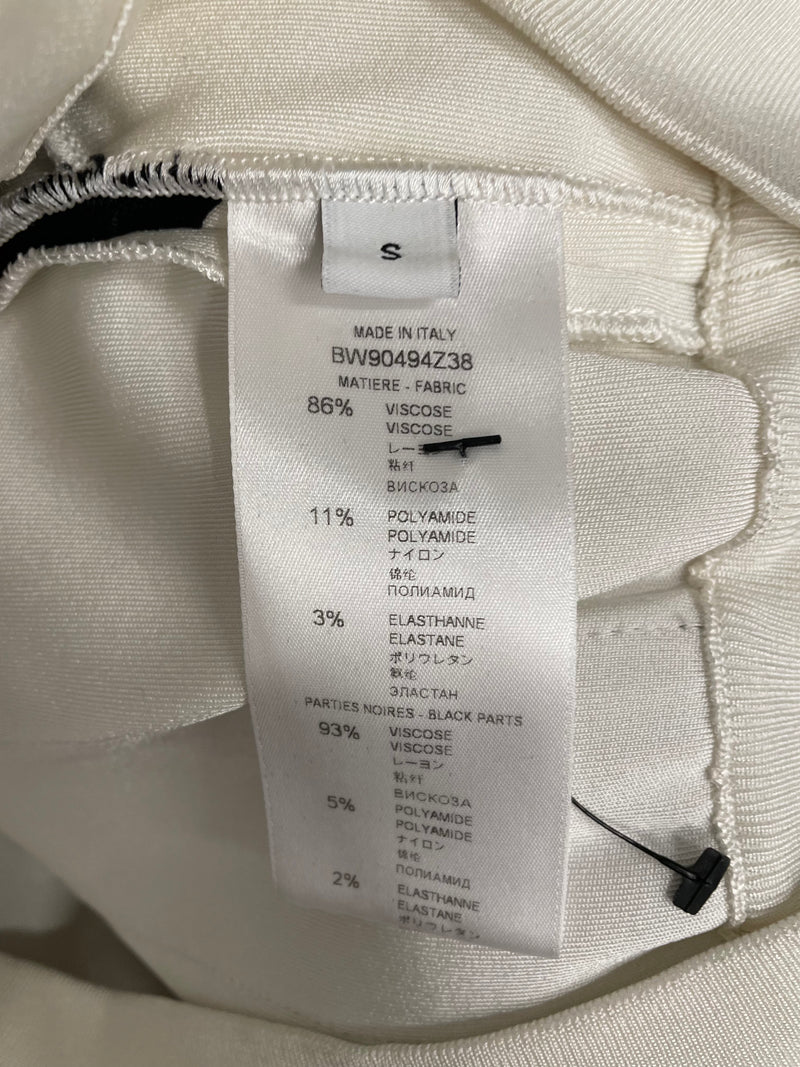 S
MADE IN ITALY
BW90494Z38
MATIERE - FABRIC
86% VISCOSE
VISCOSE
レー
粘纤
ВИСКОЗА
11% POLYAMIDE
POLYAMIDE
ナイロン
锦纶
ПОЛИАМИД
3% ELASTHANNE
ELASTANE
ポリウレタン
氨纶
ЭЛАСТАН
PARTIES NOIRES - BLACK PARTS
93% VISCOSE
VISCOSE
レーヨン
粘纤
ВИСКОЗА
5% POLYAMIDE
POLYAMIDE
ナイロン
锦纶
ПОЛИАМИД
2% ELASTHANNE
ELASTANE
ポリウレタン